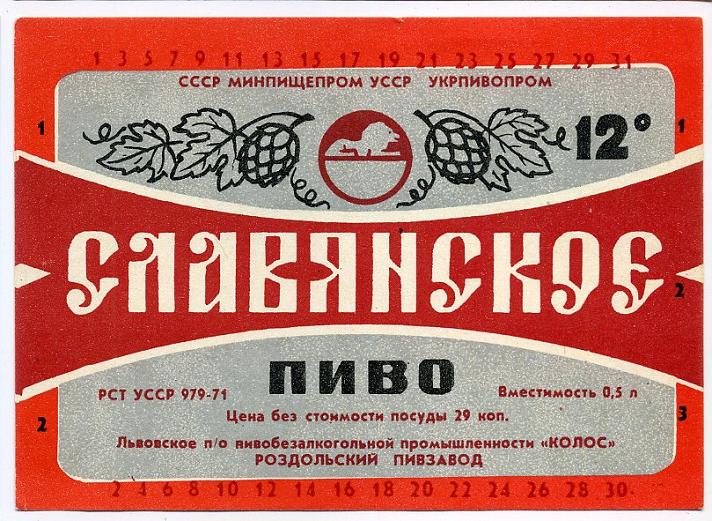 1 3 5 7 9 11 13 15 17 19 21 23 25 27 29 31
СССР МИНПИЩЕПРОМ УССР УКРПИВОПРОМ
1 12° 1
СЛАВЯНСКОЕ
2
ПИВО
РСТ УССР 979-71 Вместимость 0,5 л
2 Цена без стоимости посуды 29 коп. 3
Львовское п/о пивобезалкогольной промышленности «КОЛОС»
РОЗДОЛЬСКИЙ ПИВЗАВОД
2 4 6 8 10 12 14 16 18 20 22 24 26 28 30